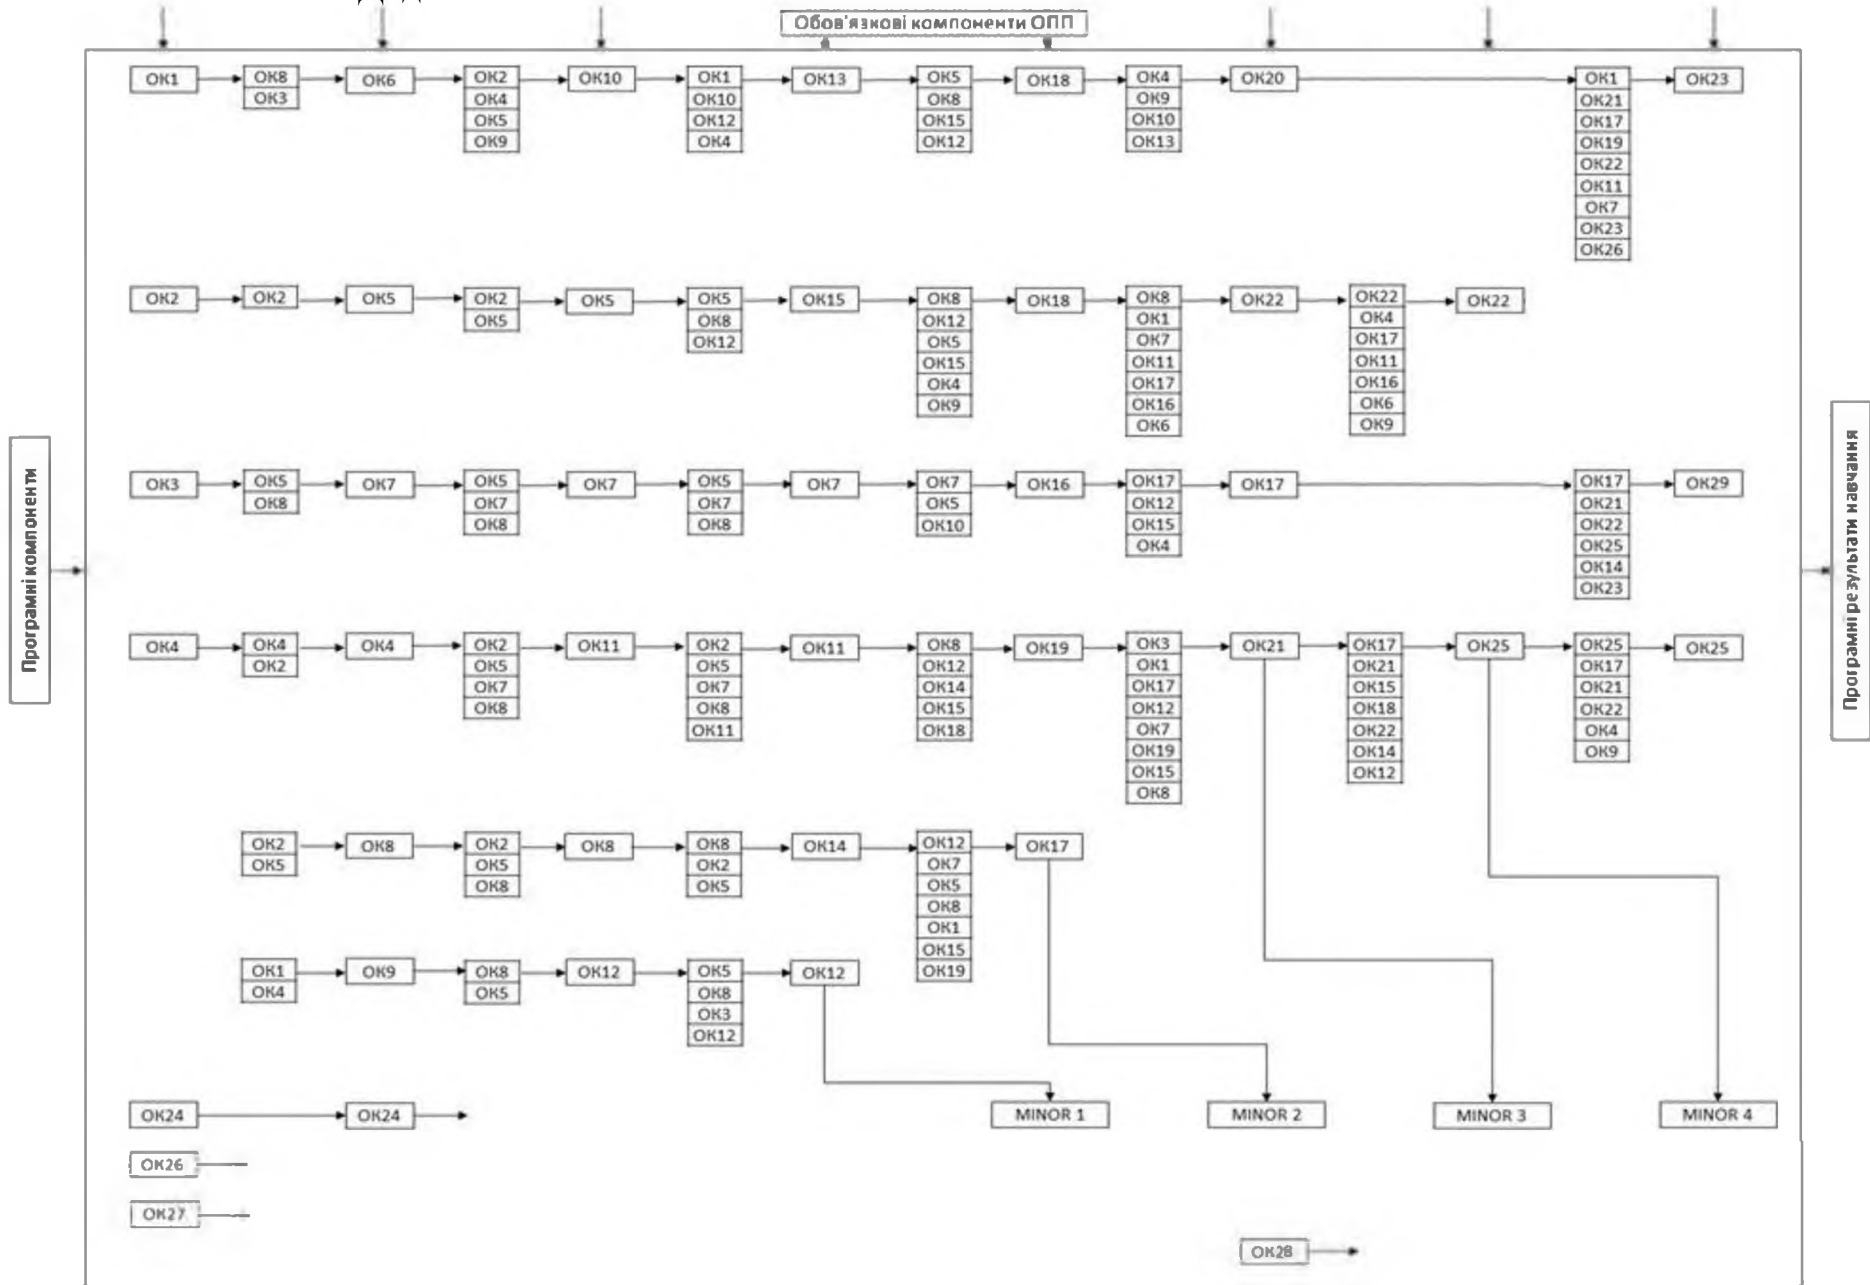 Обов'язкові компоненти ОПП
Програмні компоненти
Програмні результати навчання
ОК1 ОК8 ОК6 ОК2 ОК10 ОК1 ОК13 ОК5 ОК18 ОК4 ОК20 ОК1 ОК23
ОК3 ОК4 ОК10 ОК8 ОК9 ОК21
ОК5 ОК12 ОК15 ОК10 ОК17
ОК9 ОК4 ОК12 ОК13 ОК19
ОК22
ОК11
ОК7
ОК23
ОК26
ОК2 ОК2 ОК5 ОК2 ОК5 ОК5 ОК15 ОК8 ОК18 ОК8 ОК22 ОК22 ОК22
ОК5 ОК8 ОК12 ОК1 ОК4
ОК12 ОК5 ОК7 ОК17
ОК15 ОК11 ОК11
ОК4 ОК17 ОК16
ОК9 ОК16 ОК6
ОК6 ОК9
ОК3 ОК5 ОК7 ОК5 ОК7 ОК5 ОК7 ОК7 ОК16 ОК17 ОК17 ОК17 ОК29
ОК8 ОК7 ОК7 ОК5 ОК12 ОК21
ОК8 ОК8 ОК10 ОК15 ОК22
ОК4 ОК25
ОК14
ОК23
ОК4 ОК4 ОК4 ОК2 ОК11 ОК2 ОК11 ОК8 ОК19 ОК3 ОК21 ОК17 ОК25 ОК25 ОК25
ОК2 ОК5 ОК5 ОК12 ОК1 ОК21 ОК17
ОК7 ОК7 ОК14 ОК17 ОК15 ОК21
ОК8 ОК8 ОК15 ОК12 ОК18 ОК22
ОК11 ОК18 ОК7 ОК22 ОК4
ОК19 ОК14 ОК9
ОК15 ОК12
ОК8
ОК2 ОК8 ОК2 ОК8 ОК8 ОК14 ОК12 ОК17
ОК5 ОК5 ОК2 ОК7
ОК8 ОК5 ОК5
ОК8
ОК1
ОК15
ОК19
ОК1 ОК9 ОК8 ОК12 ОК5 ОК12
ОК4 ОК5 ОК8
ОК3
ОК12
ОК24 ОК24 MINOR 1 MINOR 2 MINOR 3 MINOR 4
ОК26
ОК27
ОК28